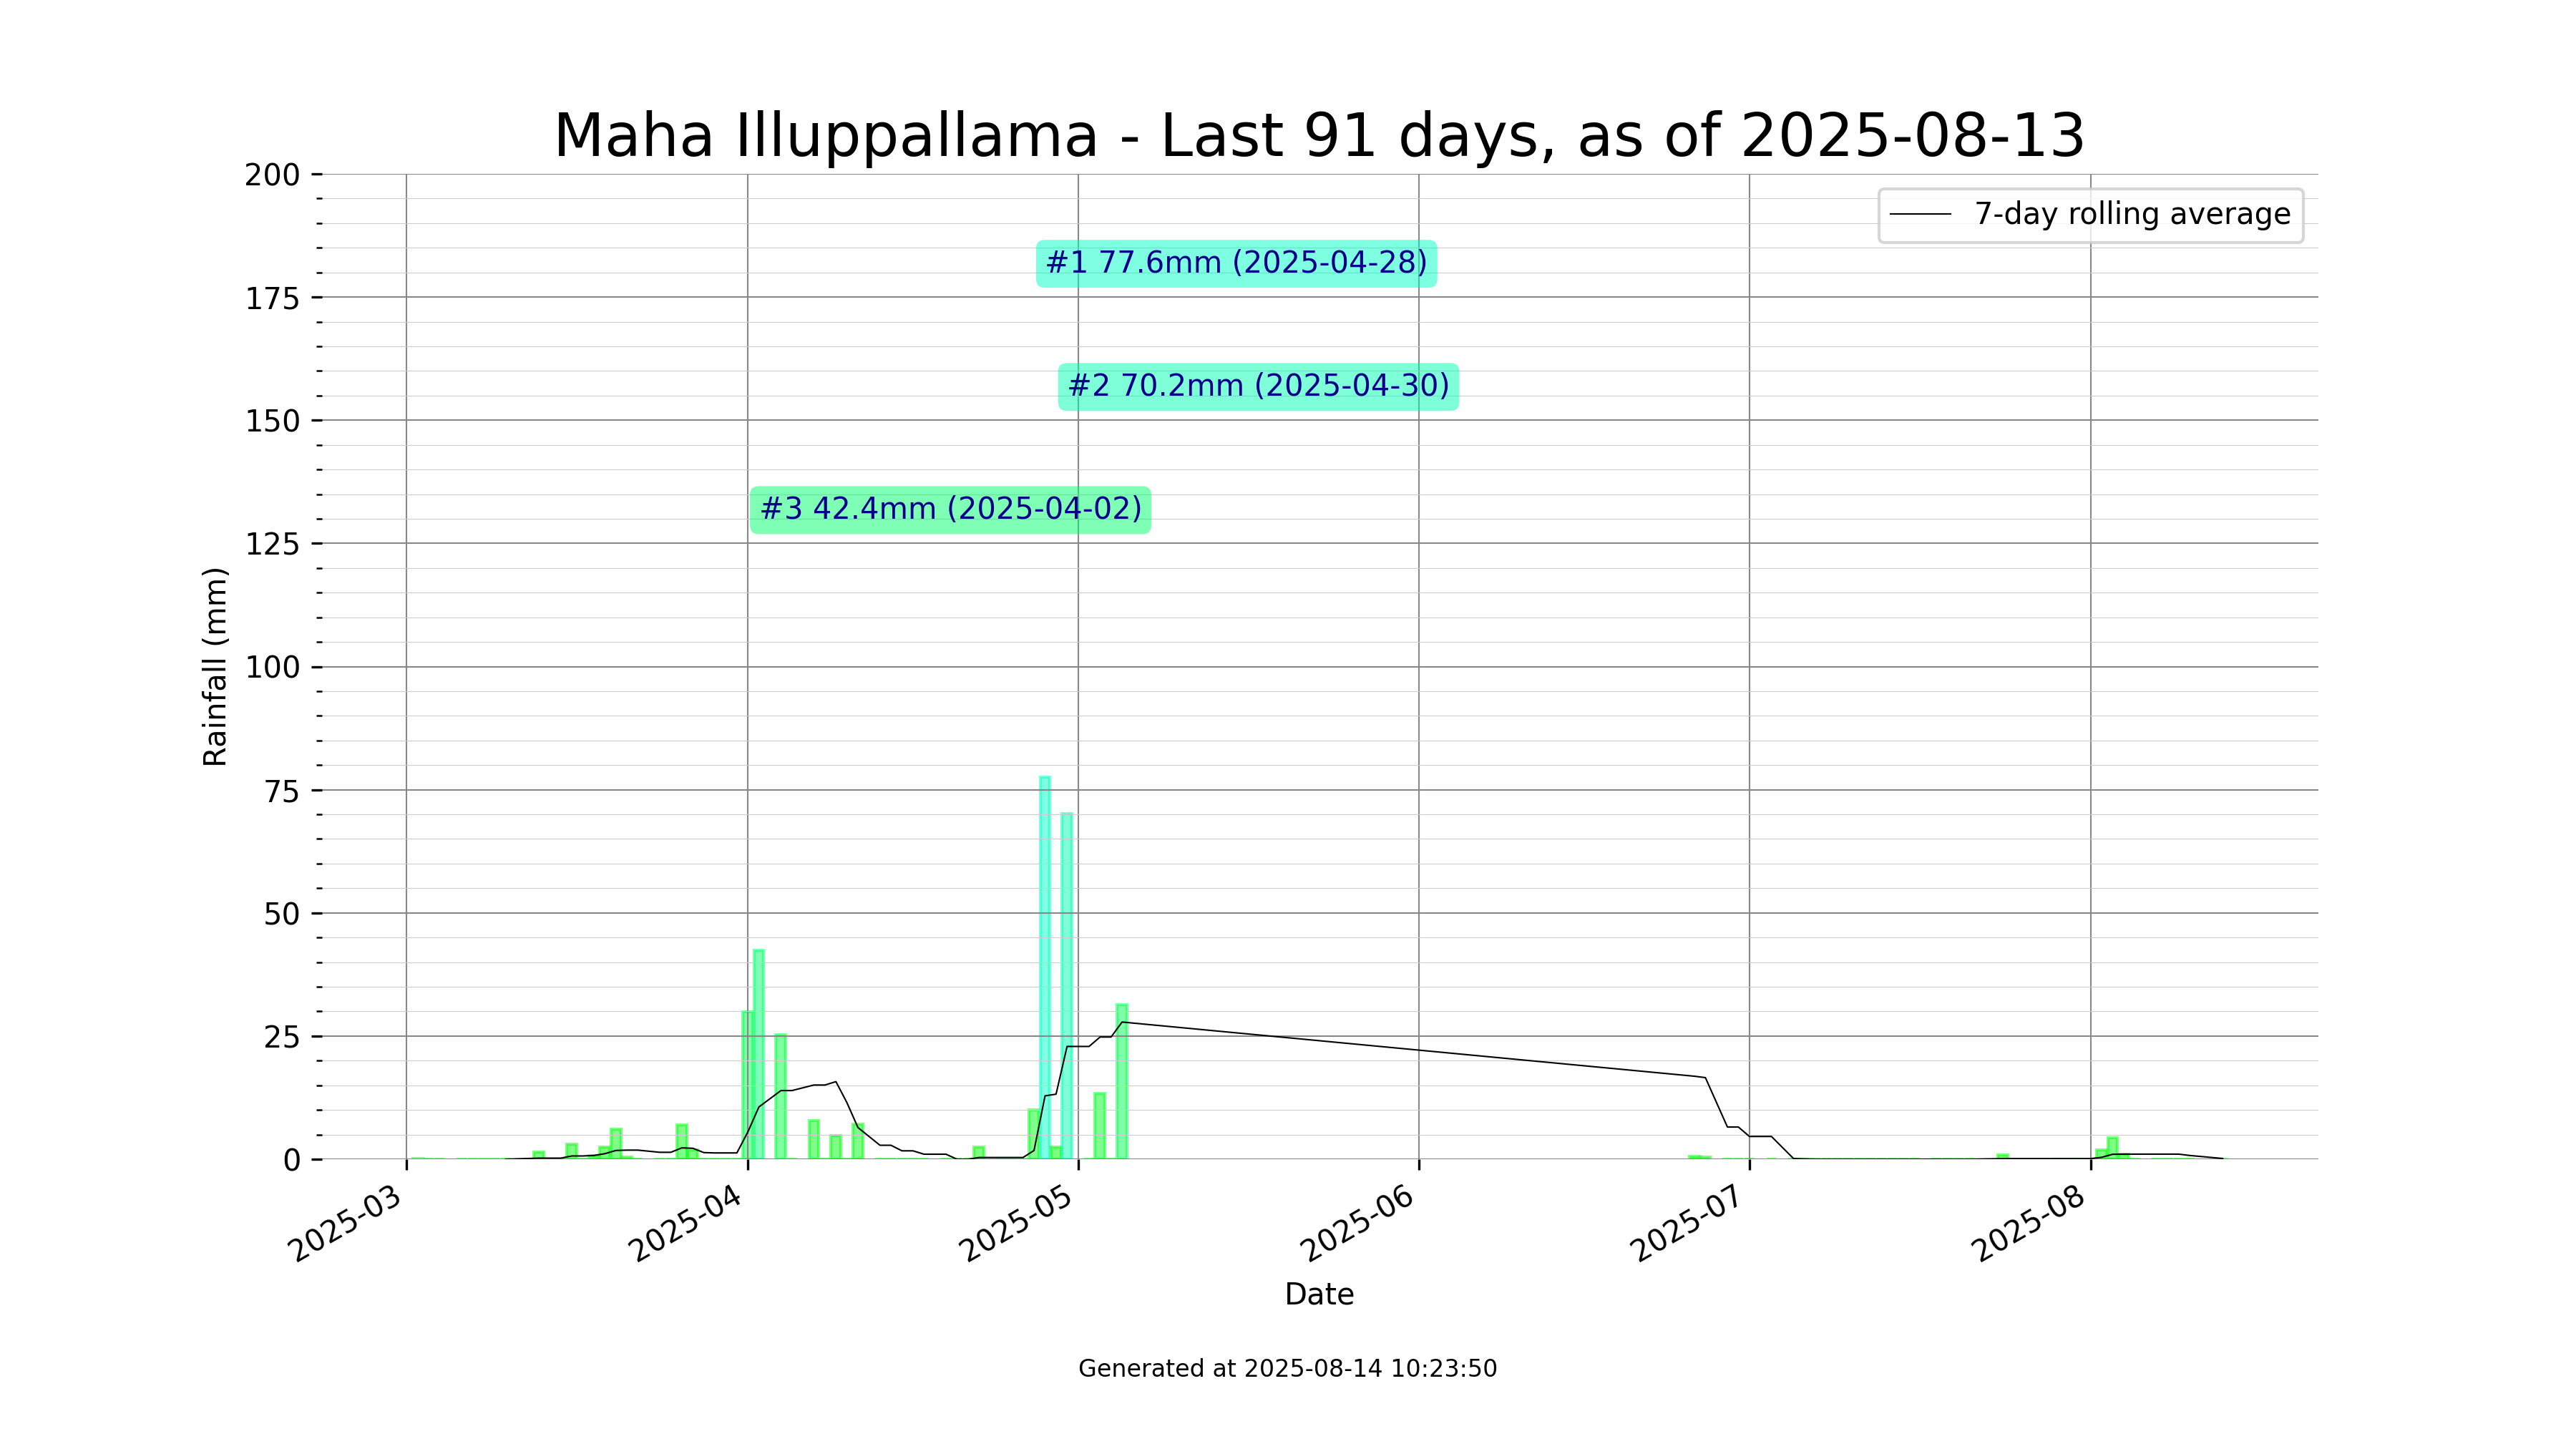 Maha Illuppallama - Last 91 days, as of 2025-08-13
200
175
150
125
100
75
50
25
0
Rainfall (mm)
7-day rolling average
#1 77.6mm (2025-04-28)
#2 70.2mm (2025-04-30)
#3 42.4mm (2025-04-02)
2025-03
2025-04
2025-05
2025-06
2025-07
2025-08
Date
Generated at 2025-08-14 10:23:50